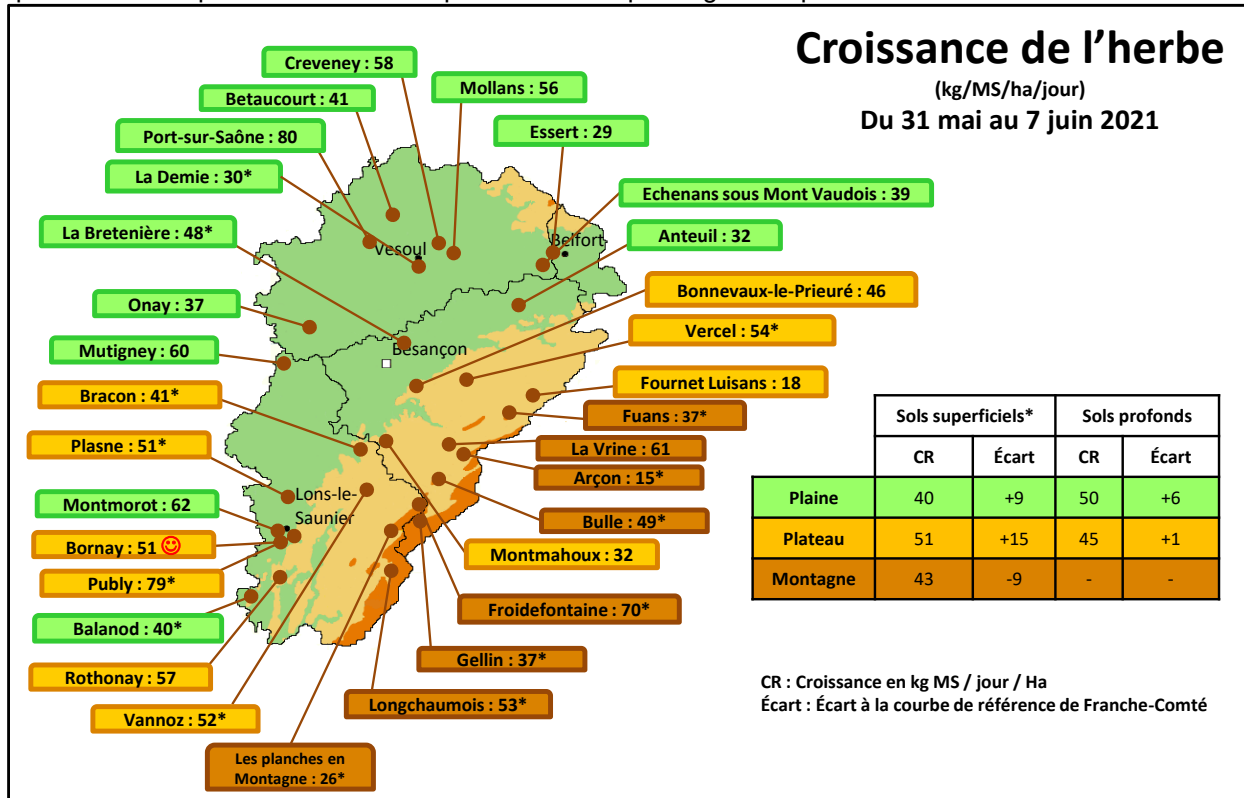 Croissance de l'herbe
(kg/MS/ha/jour)
Du 31 mai au 7 juin 2021
Creveney : 58
Betaucourt : 41
Mollans : 56
Port-sur-Saône : 80
Essert : 29
La Demie : 30*
Echenans sous Mont Vaudois : 39
La Bretenière : 48*
Anteuil : 32
Vesoul
Belfort
Bonnevaux-le-Prieuré : 46
Onay : 37
Vercel : 54*
Mutigney : 60
Besançon
Bracon : 41*
Fournet Luisans : 18
Fuans : 37*
Plasne : 51*
La Vrine : 61
Arçon : 15*
Lons-le-
Saunier
Montmorot : 62
Bulle : 49*
Bornay : 51
Montmahoux : 32
Publy : 79*
Froidefontaine : 70*
Balanod : 40*
Gellin : 37*
Rothonay : 57
Longchaumois : 53*
Vannoz : 52*
Les planches en
Montagne : 26*
Sols superficiels* Sols profonds
CR Écart CR Écart
Plaine 40 +9 50 +6
Plateau 51 +15 45 +1
Montagne 43 -9 - -
CR : Croissance en kg MS / jour / Ha
Écart : Écart à la courbe de référence de Franche-Comté